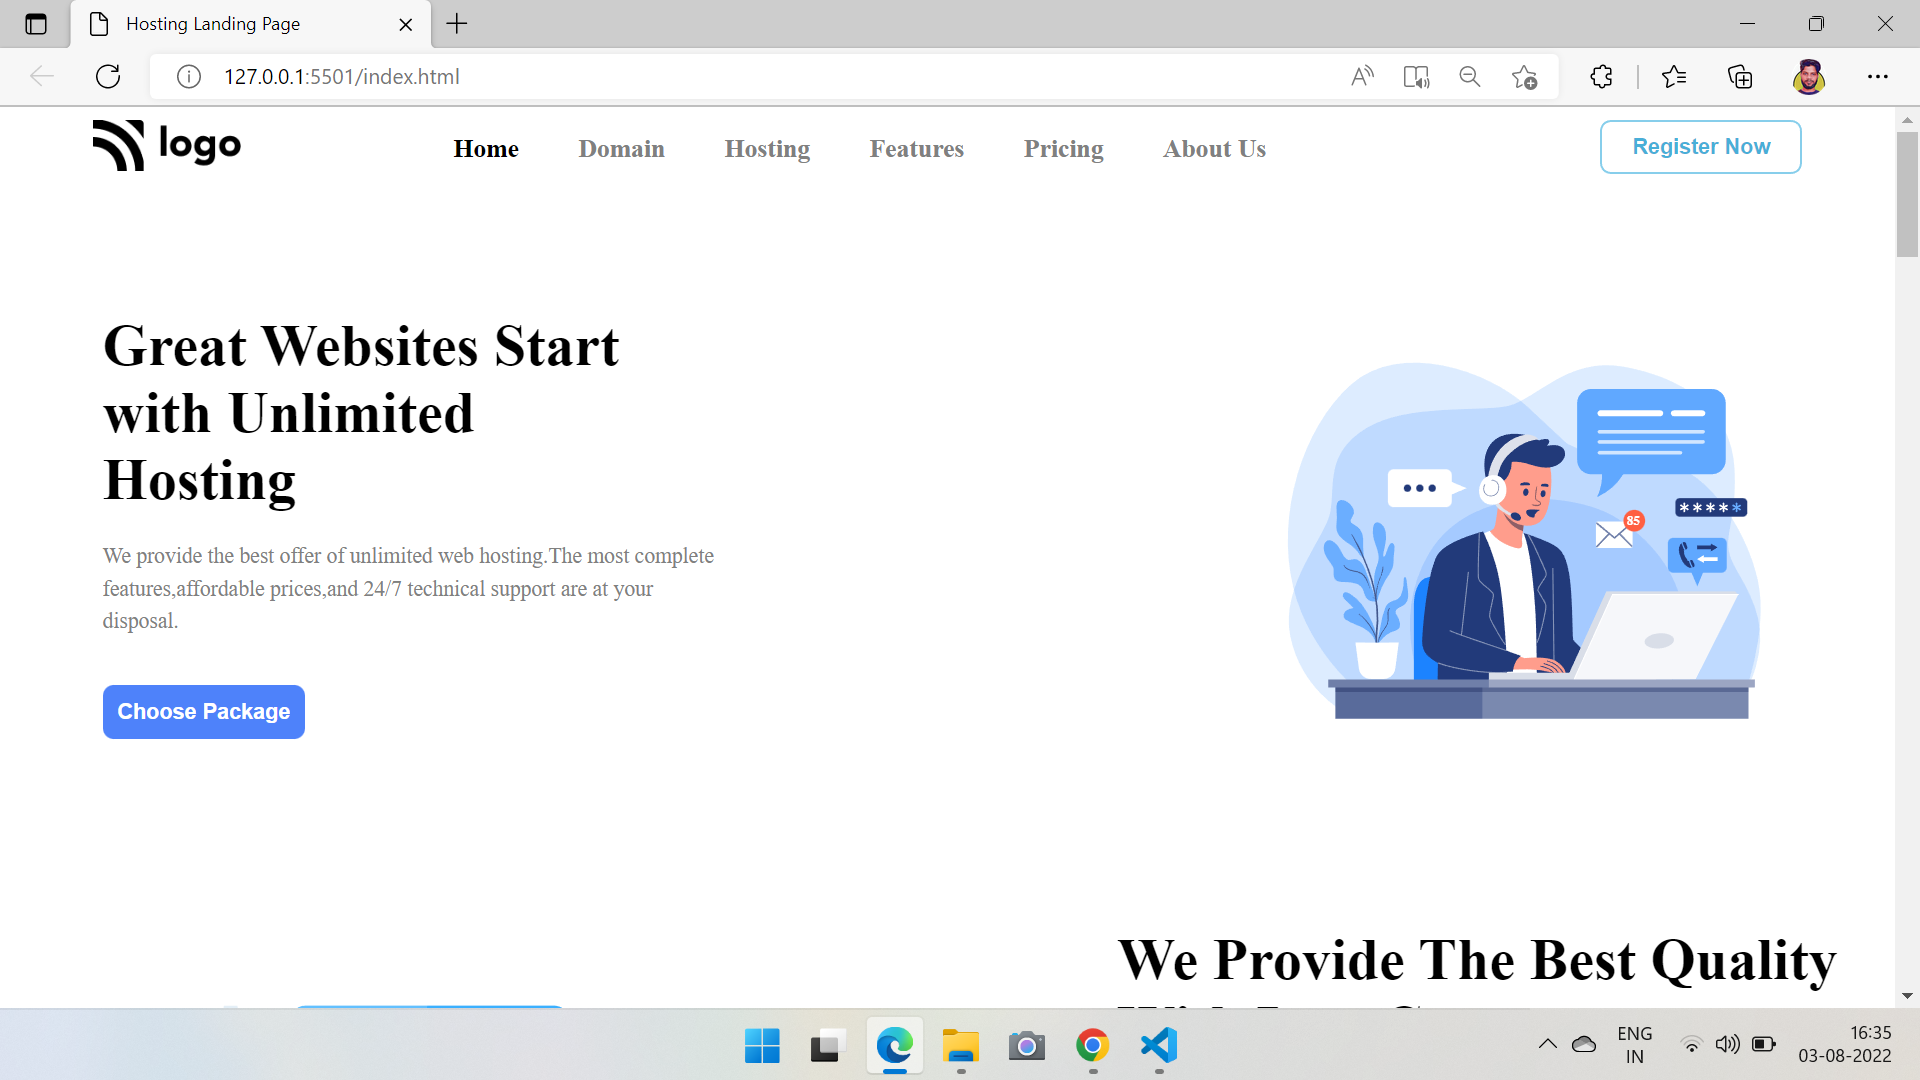 Hosting Landing Page
127.0.0.1:5501/index.html
logo
Home Domain Hosting Features Pricing About Us
Register Now
Great Websites Start
with Unlimited
Hosting
We provide the best offer of unlimited web hosting.The most complete
features,affordable prices,and 24/7 technical support are at your
disposal.
Choose Package
*****
85
We Provide The Best Quality
ENG
IN
16:35
03-08-2022